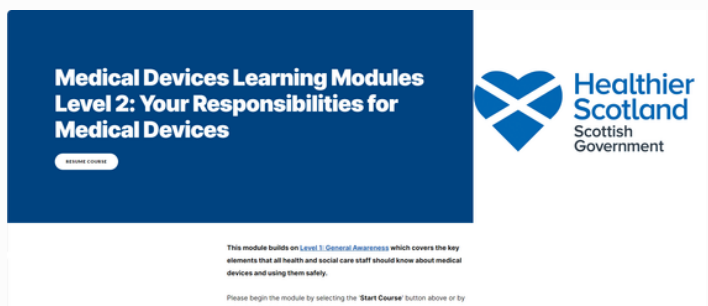 Medical Devices Learning Modules
Level 2: Your Responsibilities for
Medical Devices
RESUME COURSE
Healthier
Scotland
Scottish
Government
This module builds on Level 1: General Awareness which covers the key
elements that all health and social care staff should know about medical
devices and using them safely.
Please begin the module by selecting the 'Start Course' button above or by